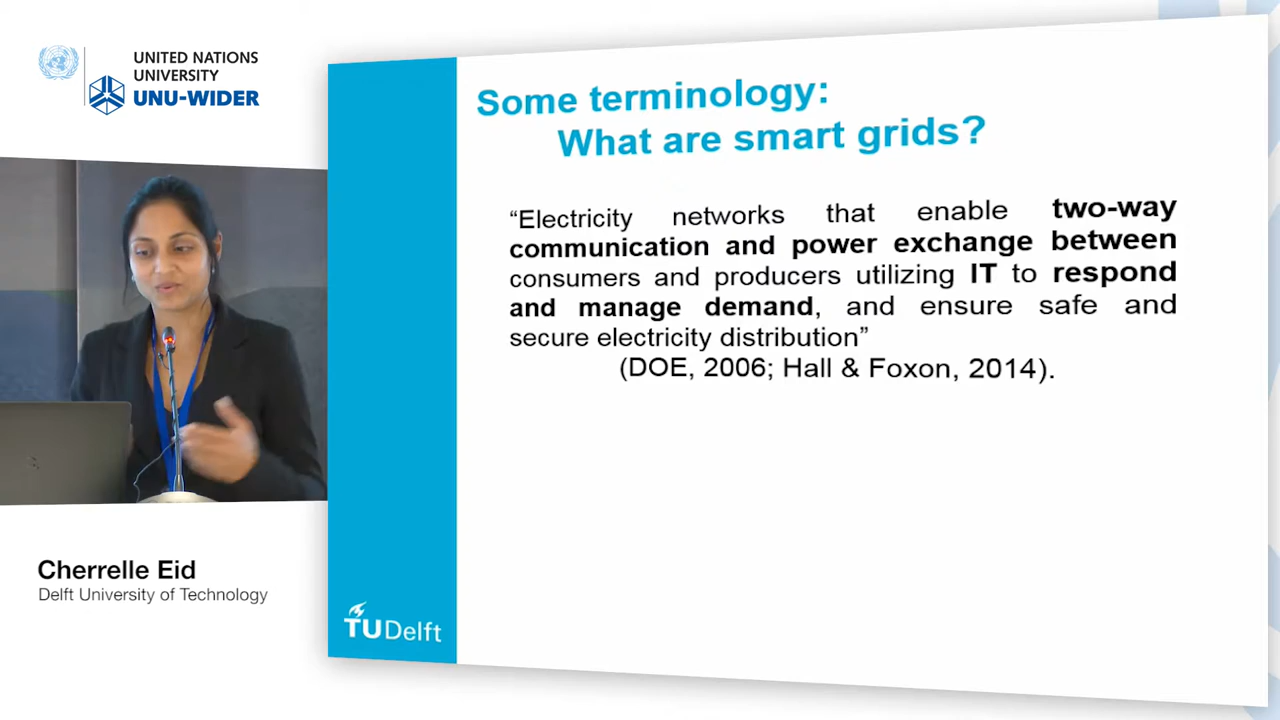 UNITED NATIONS
UNIVERSITY
UNU-WIDER
Some terminology:
What are smart grids?
“Electricity networks that enable two-way
communication and power exchange between
consumers and producers utilizing IT to respond
and manage demand, and ensure safe and
secure electricity distribution”
(DOE, 2006; Hall & Foxon, 2014).
Cherrelle Eid
Delft University of Technology
TUDelft